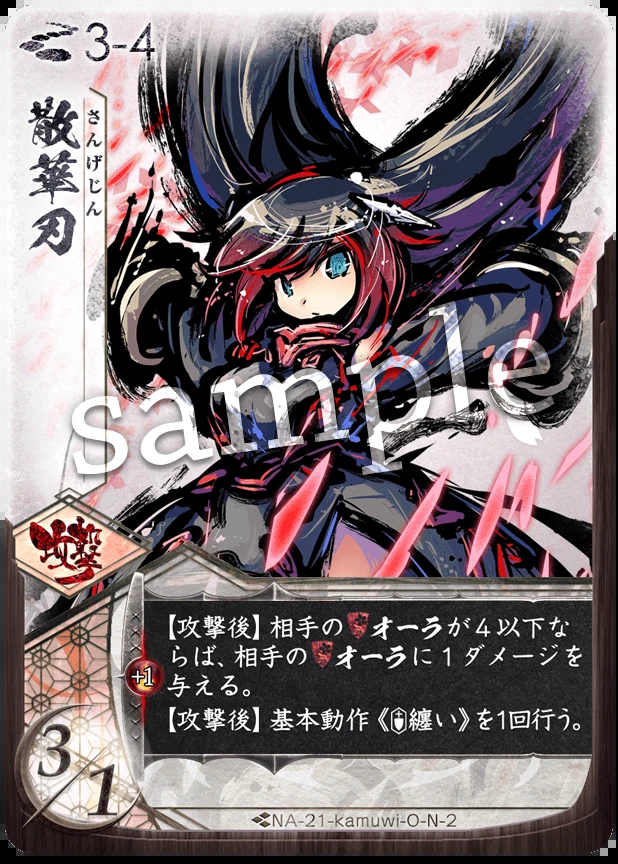 3-4
散華刃
さんげじん
sample
攻撃
【攻撃後】相手のオーラが4以下な
らば、相手のオーラに1ダメージを
与える。
+1
【攻撃後】基本動作《纏い》を1回行う。
3/1
NA-21-kamuwi-O-N-2